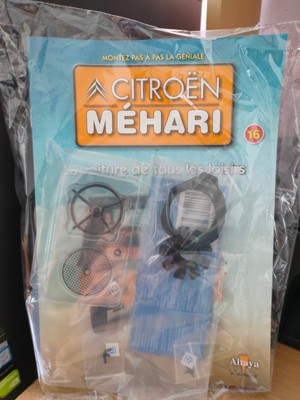 MONTEZ PAS A PAS LA GÉNIALE
CITROËN
MÉHARI
16
La voiture de tous les loisirs
Altaya